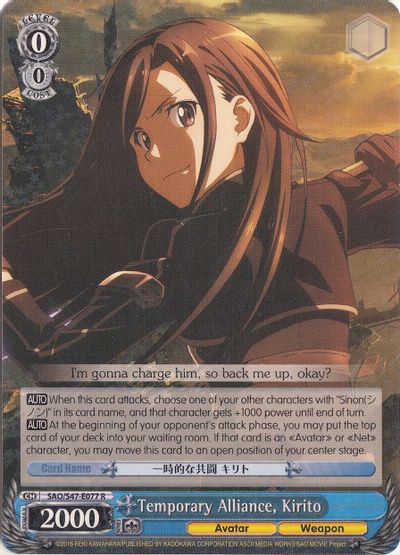 LEVEL
0
0
COST
I'm gonna charge him, so back me up, okay?
AUTO When this card attacks, choose one of your other characters with "Sinon(シ
ノン)" in its card name, and that character gets +1000 power until end of turn.
AUTO At the beginning of your opponent's attack phase, you may put the top
card of your deck into your waiting room. If that card is an «Avatar» or «Net»
character, you may move this card to an open position of your center stage.
Card Name
一時的な共闘 キリト
CH SAO/S47-E077 R
2000
Temporary Alliance, Kirito
Avatar
Weapon
©2016 REKI KAWAHARA/PUBLISHED BY KADOKAWA CORPORATION ASCII MEDIA WORKS/SAO MOVIE Project